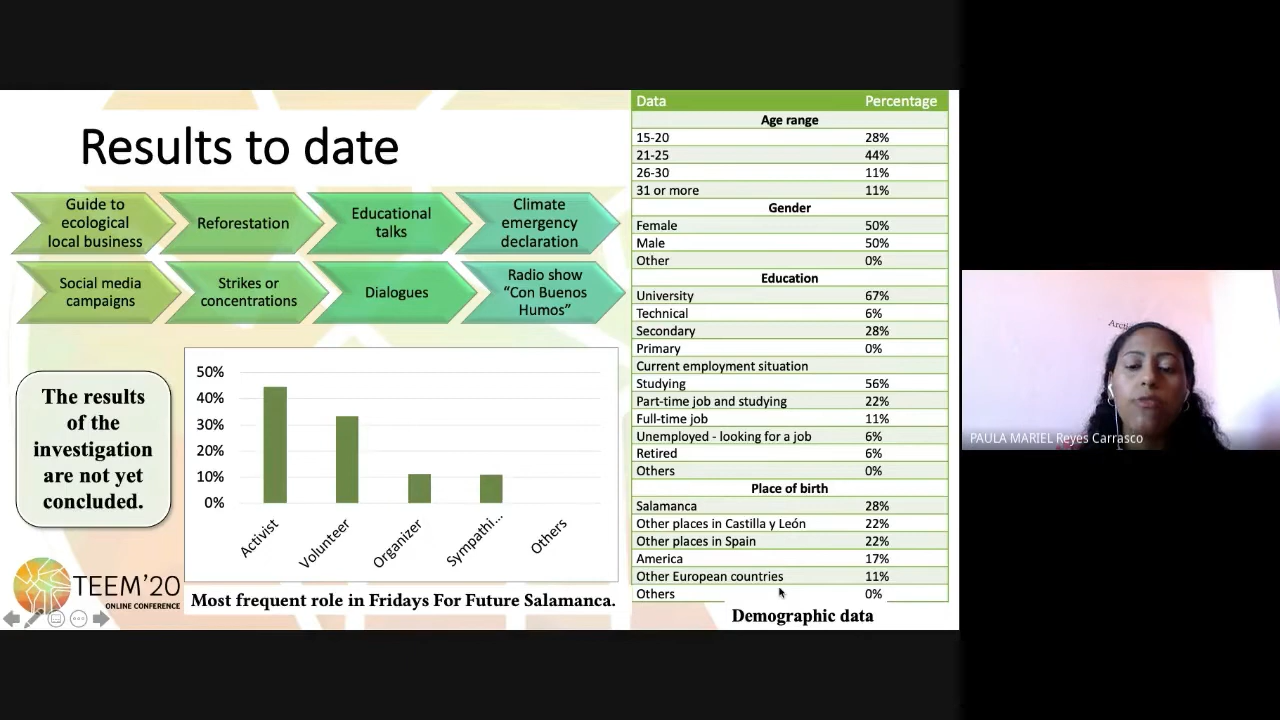 Results to date
Guide to
ecological
local business
Reforestation
Educational
talks
Climate
emergency
declaration
Social media
campaigns
Strikes or
concentrations
Dialogues
Radio show
“Con Buenos
Humos”
The results
of the
investigation
are not yet
concluded.
50%
40%
30%
20%
10%
0%
Activist
Volunteer
Organizer
Sympathi...
Others
Most frequent role in Fridays For Future Salamanca.
TEEM’20
ONLINE CONFERENCE
Data Percentage
Age range
15-20 28%
21-25 44%
26-30 11%
31 or more 11%
Gender
Female 50%
Male 50%
Other 0%
Education
University 67%
Technical 6%
Secondary 28%
Primary 0%
Current employment situation
Studying 56%
Part-time job and studying 22%
Full-time job 11%
Unemployed - looking for a job 6%
Retired 6%
Others 0%
Place of birth
Salamanca 28%
Other places in Castilla y León 22%
Other places in Spain 22%
America 17%
Other European countries 11%
Others 0%
Demographic data
PAULA MARIEL Reyes Carrasco